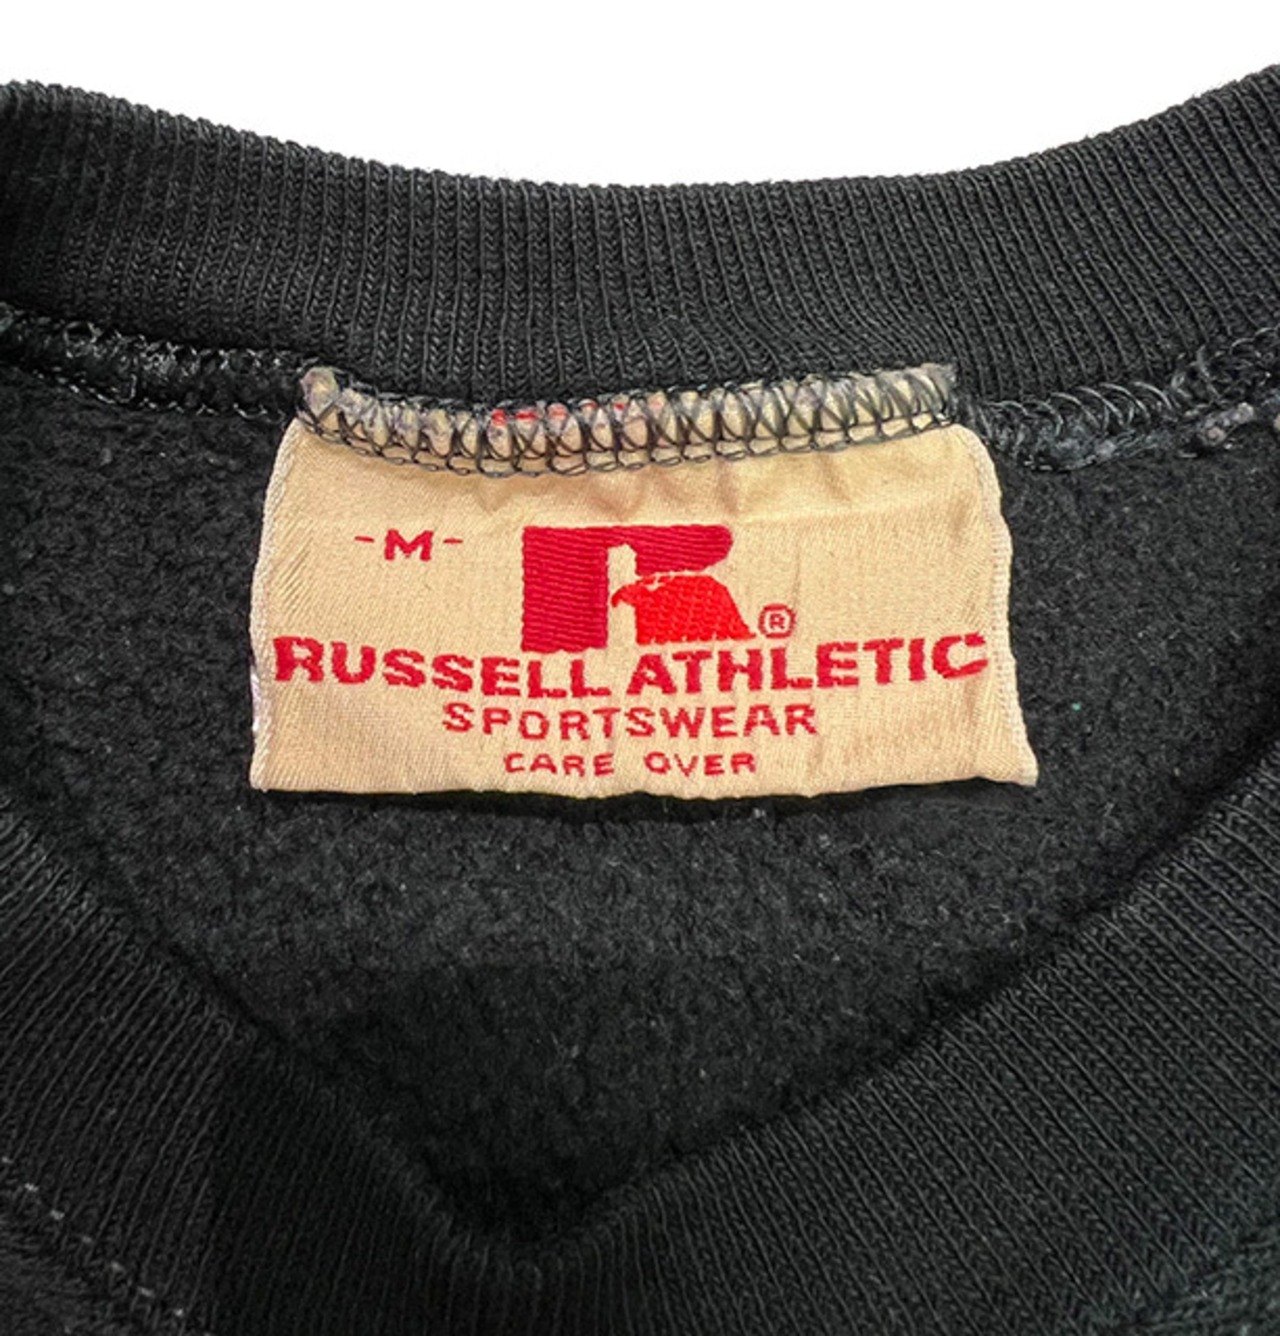 -M-
R
®
RUSSELL ATHLETIC
SPORTSWEAR
CARE OVER